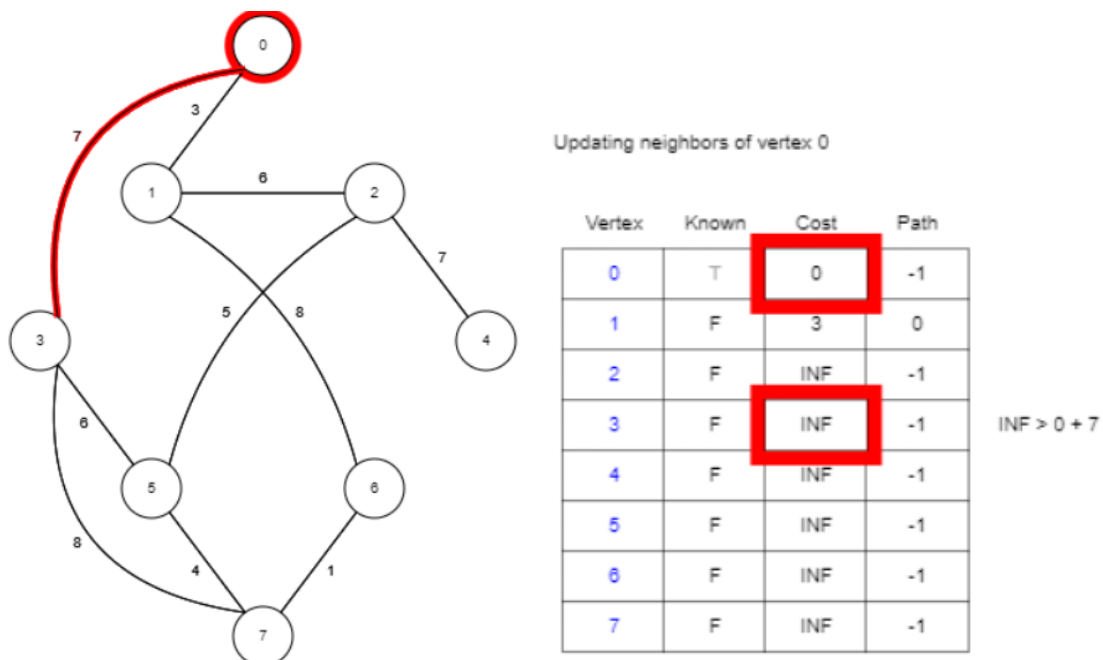 0
3
7
Updating neighbors of vertex 0
1
6
2
Vertex Known Cost Path
0 T 0 -1
1 F 3 0
2 F INF -1
3 F INF -1 INF > 0 + 7
4 F INF -1
5 F INF -1
6 F INF -1
7 F INF -1
7
5
8
3
4
6
5
6
8
4
1
7